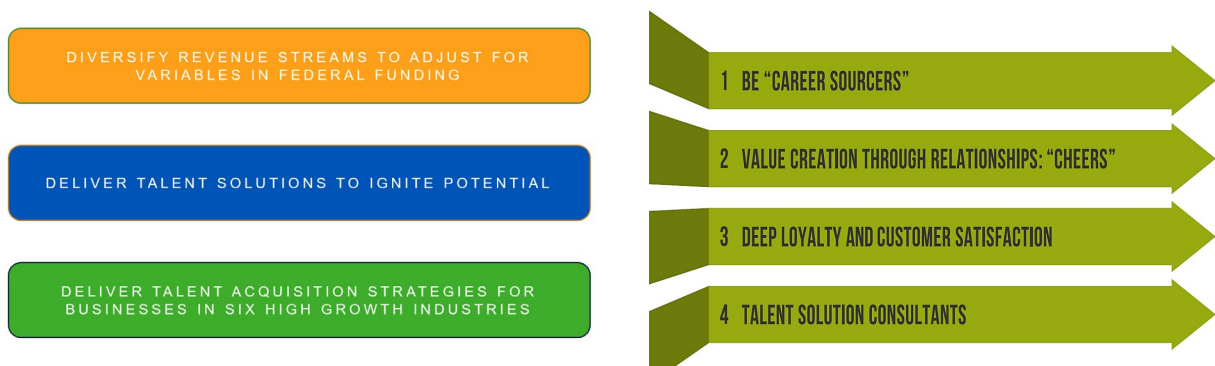 DIVERSIFY REVENUE STREAMS TO ADJUST FOR
VARIABLES IN FEDERAL FUNDING
DELIVER TALENT SOLUTIONS TO IGNITE POTENTIAL
DELIVER TALENT ACQUISITION STRATEGIES FOR
BUSINESSES IN SIX HIGH GROWTH INDUSTRIES
1 BE “CAREER SOURCERS”
2 VALUE CREATION THROUGH RELATIONSHIPS: “CHEERS”
3 DEEP LOYALTY AND CUSTOMER SATISFACTION
4 TALENT SOLUTION CONSULTANTS